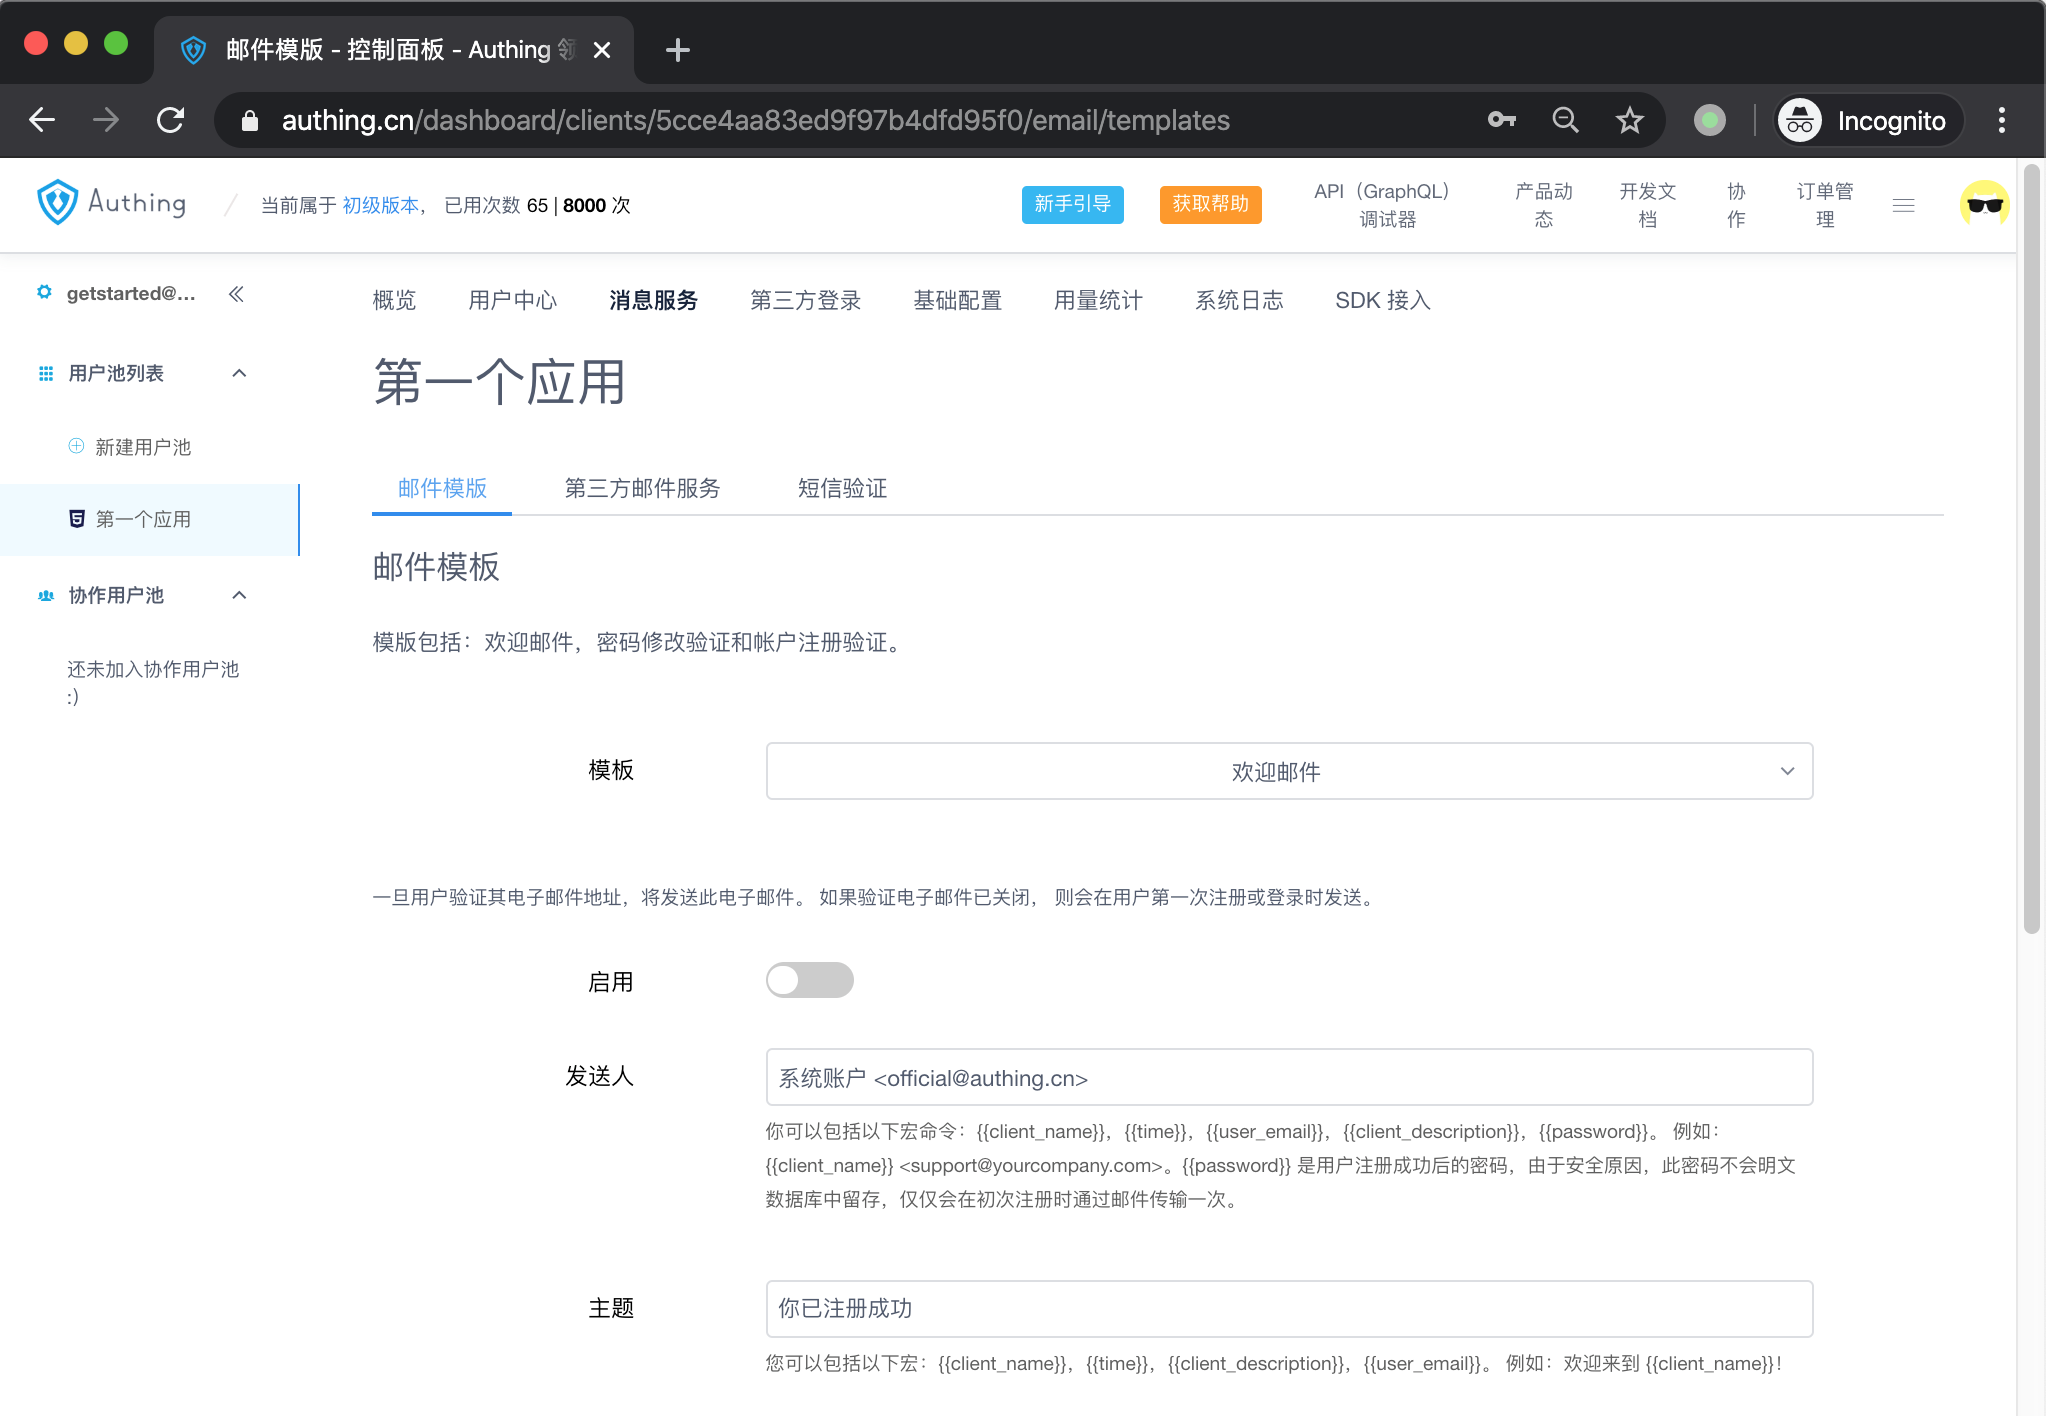 邮件模版 - 控制面板 - Authing 领
authing.cn/dashboard/clients/5cce4aa83ed9f97b4dfd95f0/email/templates
Incognito
Authing
/ 当前属于 初级版本， 已用次数 65 | 8000 次
新手引导
获取帮助
API（GraphQL）
调试器
产品动
态
开发文
档
协
作
订单管
理
getstarted@...
用户池列表
新建用户池
第一个应用
协作用户池
还未加入协作用户池
:)
概览 用户中心 消息服务 第三方登录 基础配置 用量统计 系统日志 SDK 接入
第一个应用
邮件模版 第三方邮件服务 短信验证
邮件模板
模版包括：欢迎邮件，密码修改验证和帐户注册验证。
模板 欢迎邮件
一旦用户验证其电子邮件地址，将发送此电子邮件。 如果验证电子邮件已关闭， 则会在用户第一次注册或登录时发送。
启用
发送人 系统账户 <official@authing.cn>
你可以包括以下宏命令：{{client_name}}，{{time}}，{{user_email}}，{{client_description}}，{{password}}。 例如：
{{client_name}} <support@yourcompany.com>。{{password}} 是用户注册成功后的密码，由于安全原因，此密码不会明文
数据库中留存，仅仅会在初次注册时通过邮件传输一次。
主题 你已注册成功
您可以包括以下宏：{{client_name}}，{{time}}，{{client_description}}，{{user_email}}。 例如：欢迎来到 {{client_name}}！